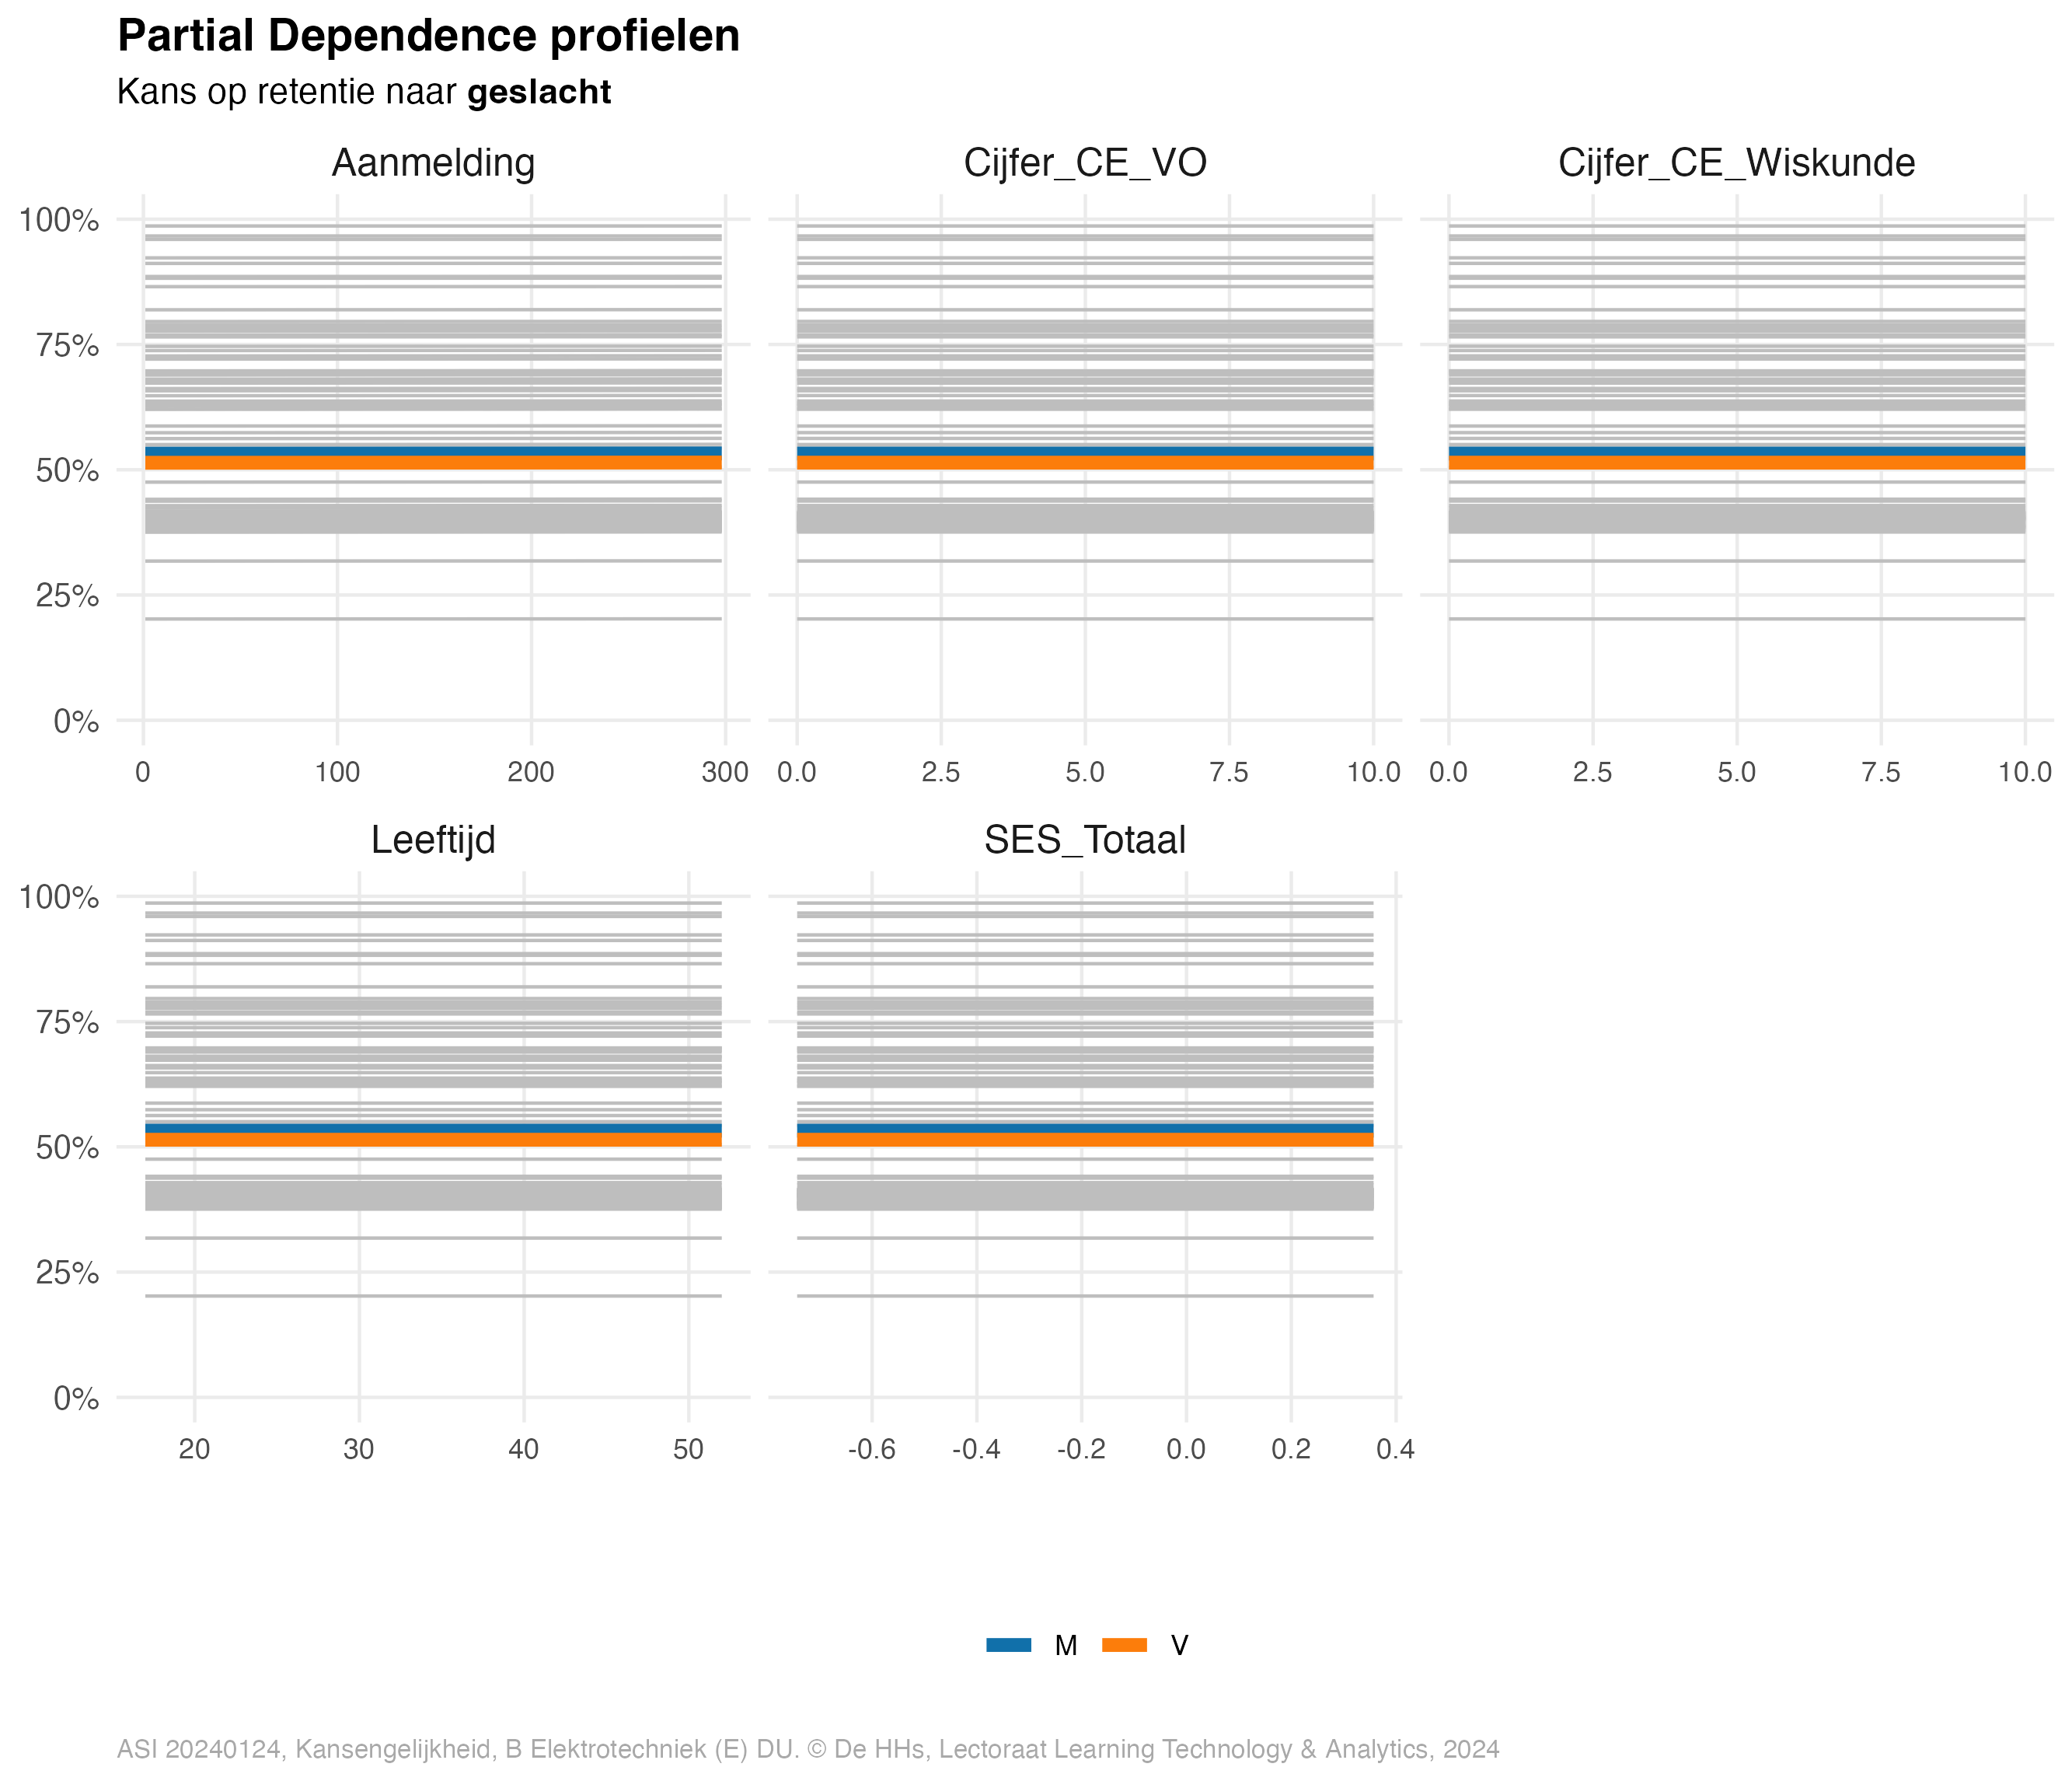 Partial Dependence profielen
Kans op retentie naar geslacht
Aanmelding Cijfer_CE_VO Cijfer_CE_Wiskunde
100%
75%
50%
25%
0%
0 100 200 300 0.0 2.5 5.0 7.5 10.0 0.0 2.5 5.0 7.5 10.0
Leeftijd SES_Totaal
100%
75%
50%
25%
0%
20 30 40 50 -0.6 -0.4 -0.2 0.0 0.2 0.4
M V
ASI 20240124, Kansengelijkheid, B Elektrotechniek (E) DU. © De HHs, Lectoraat Learning Technology & Analytics, 2024